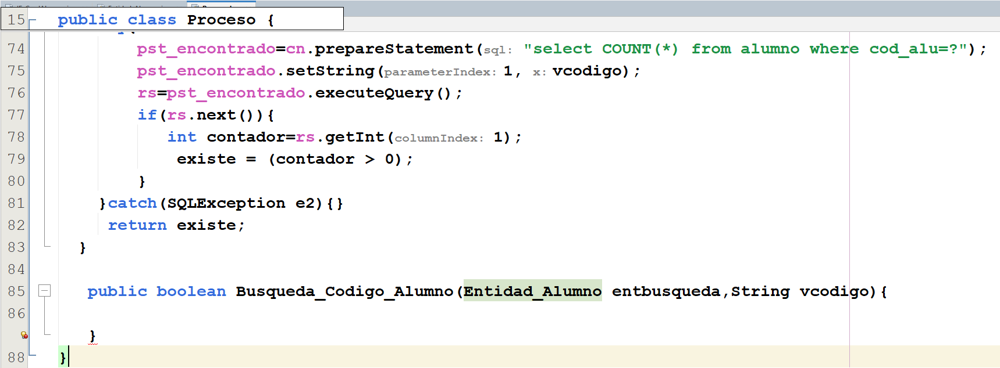 15 public class Proceso {
74 pst_encontrado=cn.prepareStatement(sql: "select COUNT(*) from alumno where cod_alu=?");
75 pst_encontrado.setString(parameterIndex: 1, x: vcodigo);
76 rs=pst_encontrado.executeQuery();
77 if(rs.next()){
78 int contador=rs.getInt(columnIndex: 1);
79 existe = (contador > 0);
80 }
81 }catch(SQLException e2){}
82 return existe;
83 }
84
85 public boolean Busqueda_Codigo_Alumno(Entidad_Alumno entbusqueda,String vcodigo){
86
}
88 }